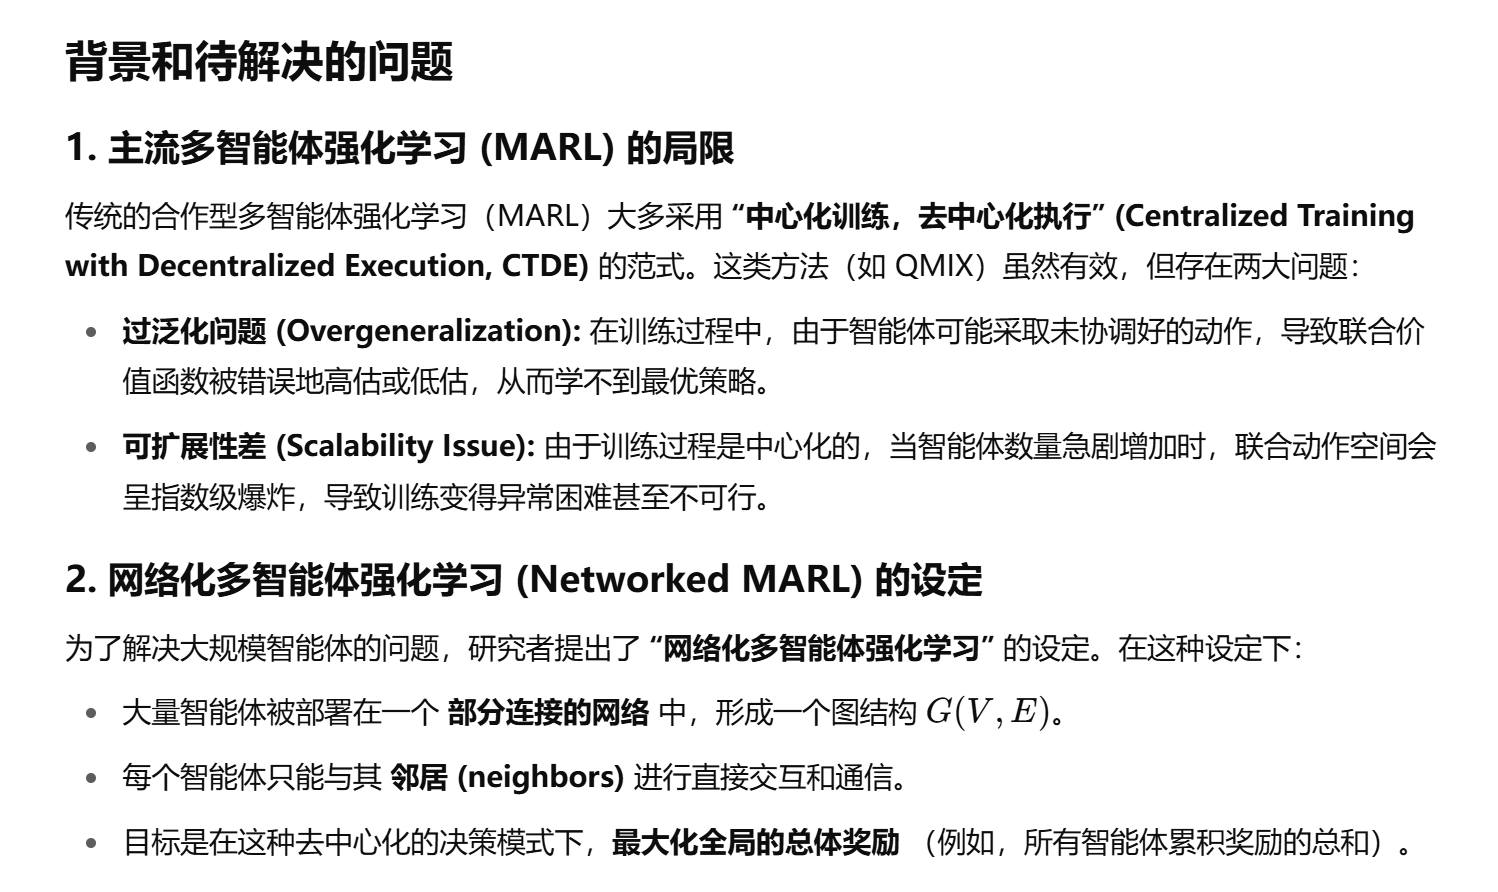 背景和待解决的问题
1. 主流多智能体强化学习 (MARL) 的局限
传统的合作型多智能体强化学习（MARL）大多采用 “中心化训练，去中心化执行” (Centralized Training
with Decentralized Execution, CTDE) 的范式。这类方法（如 QMIX）虽然有效，但存在两大问题：
• 过泛化问题 (Overgeneralization): 在训练过程中，由于智能体可能采取未协调好的动作，导致联合价
值函数被错误地高估或低估，从而学不到最优策略。
• 可扩展性差 (Scalability Issue): 由于训练过程是中心化的，当智能体数量急剧增加时，联合动作空间会
呈指数级爆炸，导致训练变得异常困难甚至不可行。
2. 网络化多智能体强化学习 (Networked MARL) 的设定
为了解决大规模智能体的问题，研究者提出了 “网络化多智能体强化学习” 的设定。在这种设定下：
• 大量智能体被部署在一个 部分连接的网络 中，形成一个图结构 G(V, E)。
• 每个智能体只能与其 邻居 (neighbors) 进行直接交互和通信。
• 目标是在这种去中心化的决策模式下，最大化全局的总体奖励 （例如，所有智能体累积奖励的总和）。